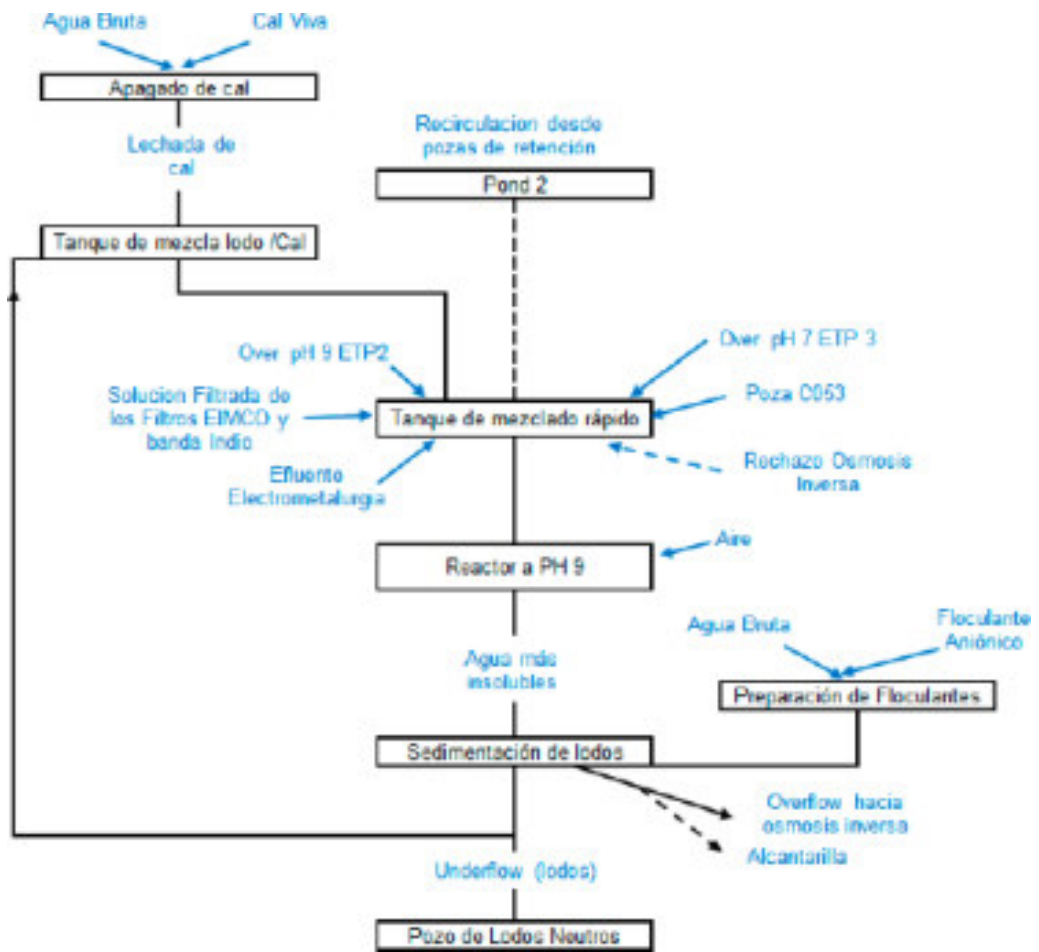 Agua Bruta
Cal Viva
Apagado de cal
Lechada de
cal
Recirculacion desde
pozas de retención
Pond 2
Tanque de mezcla lodo /Cal
Over pH 9 ETP2
Over pH 7 ETP 3
Solucion Filtrada de
los Filtros EIMCO y
banda Indio
Tanque de mezclado rápido
Poza C053
Efluente
Electrometalurgia
Rechazo Osmosis
Inversa
Reactor a PH 9
Aire
Agua más
insolubles
Agua Bruta
Floculante
Aniónico
Preparación de Floculantes
Sedimentación de lodos
Overflow hacia
osmosis inversa
Alcantarilla
Underflow (lodos)
Pozo de Lodos Neutros